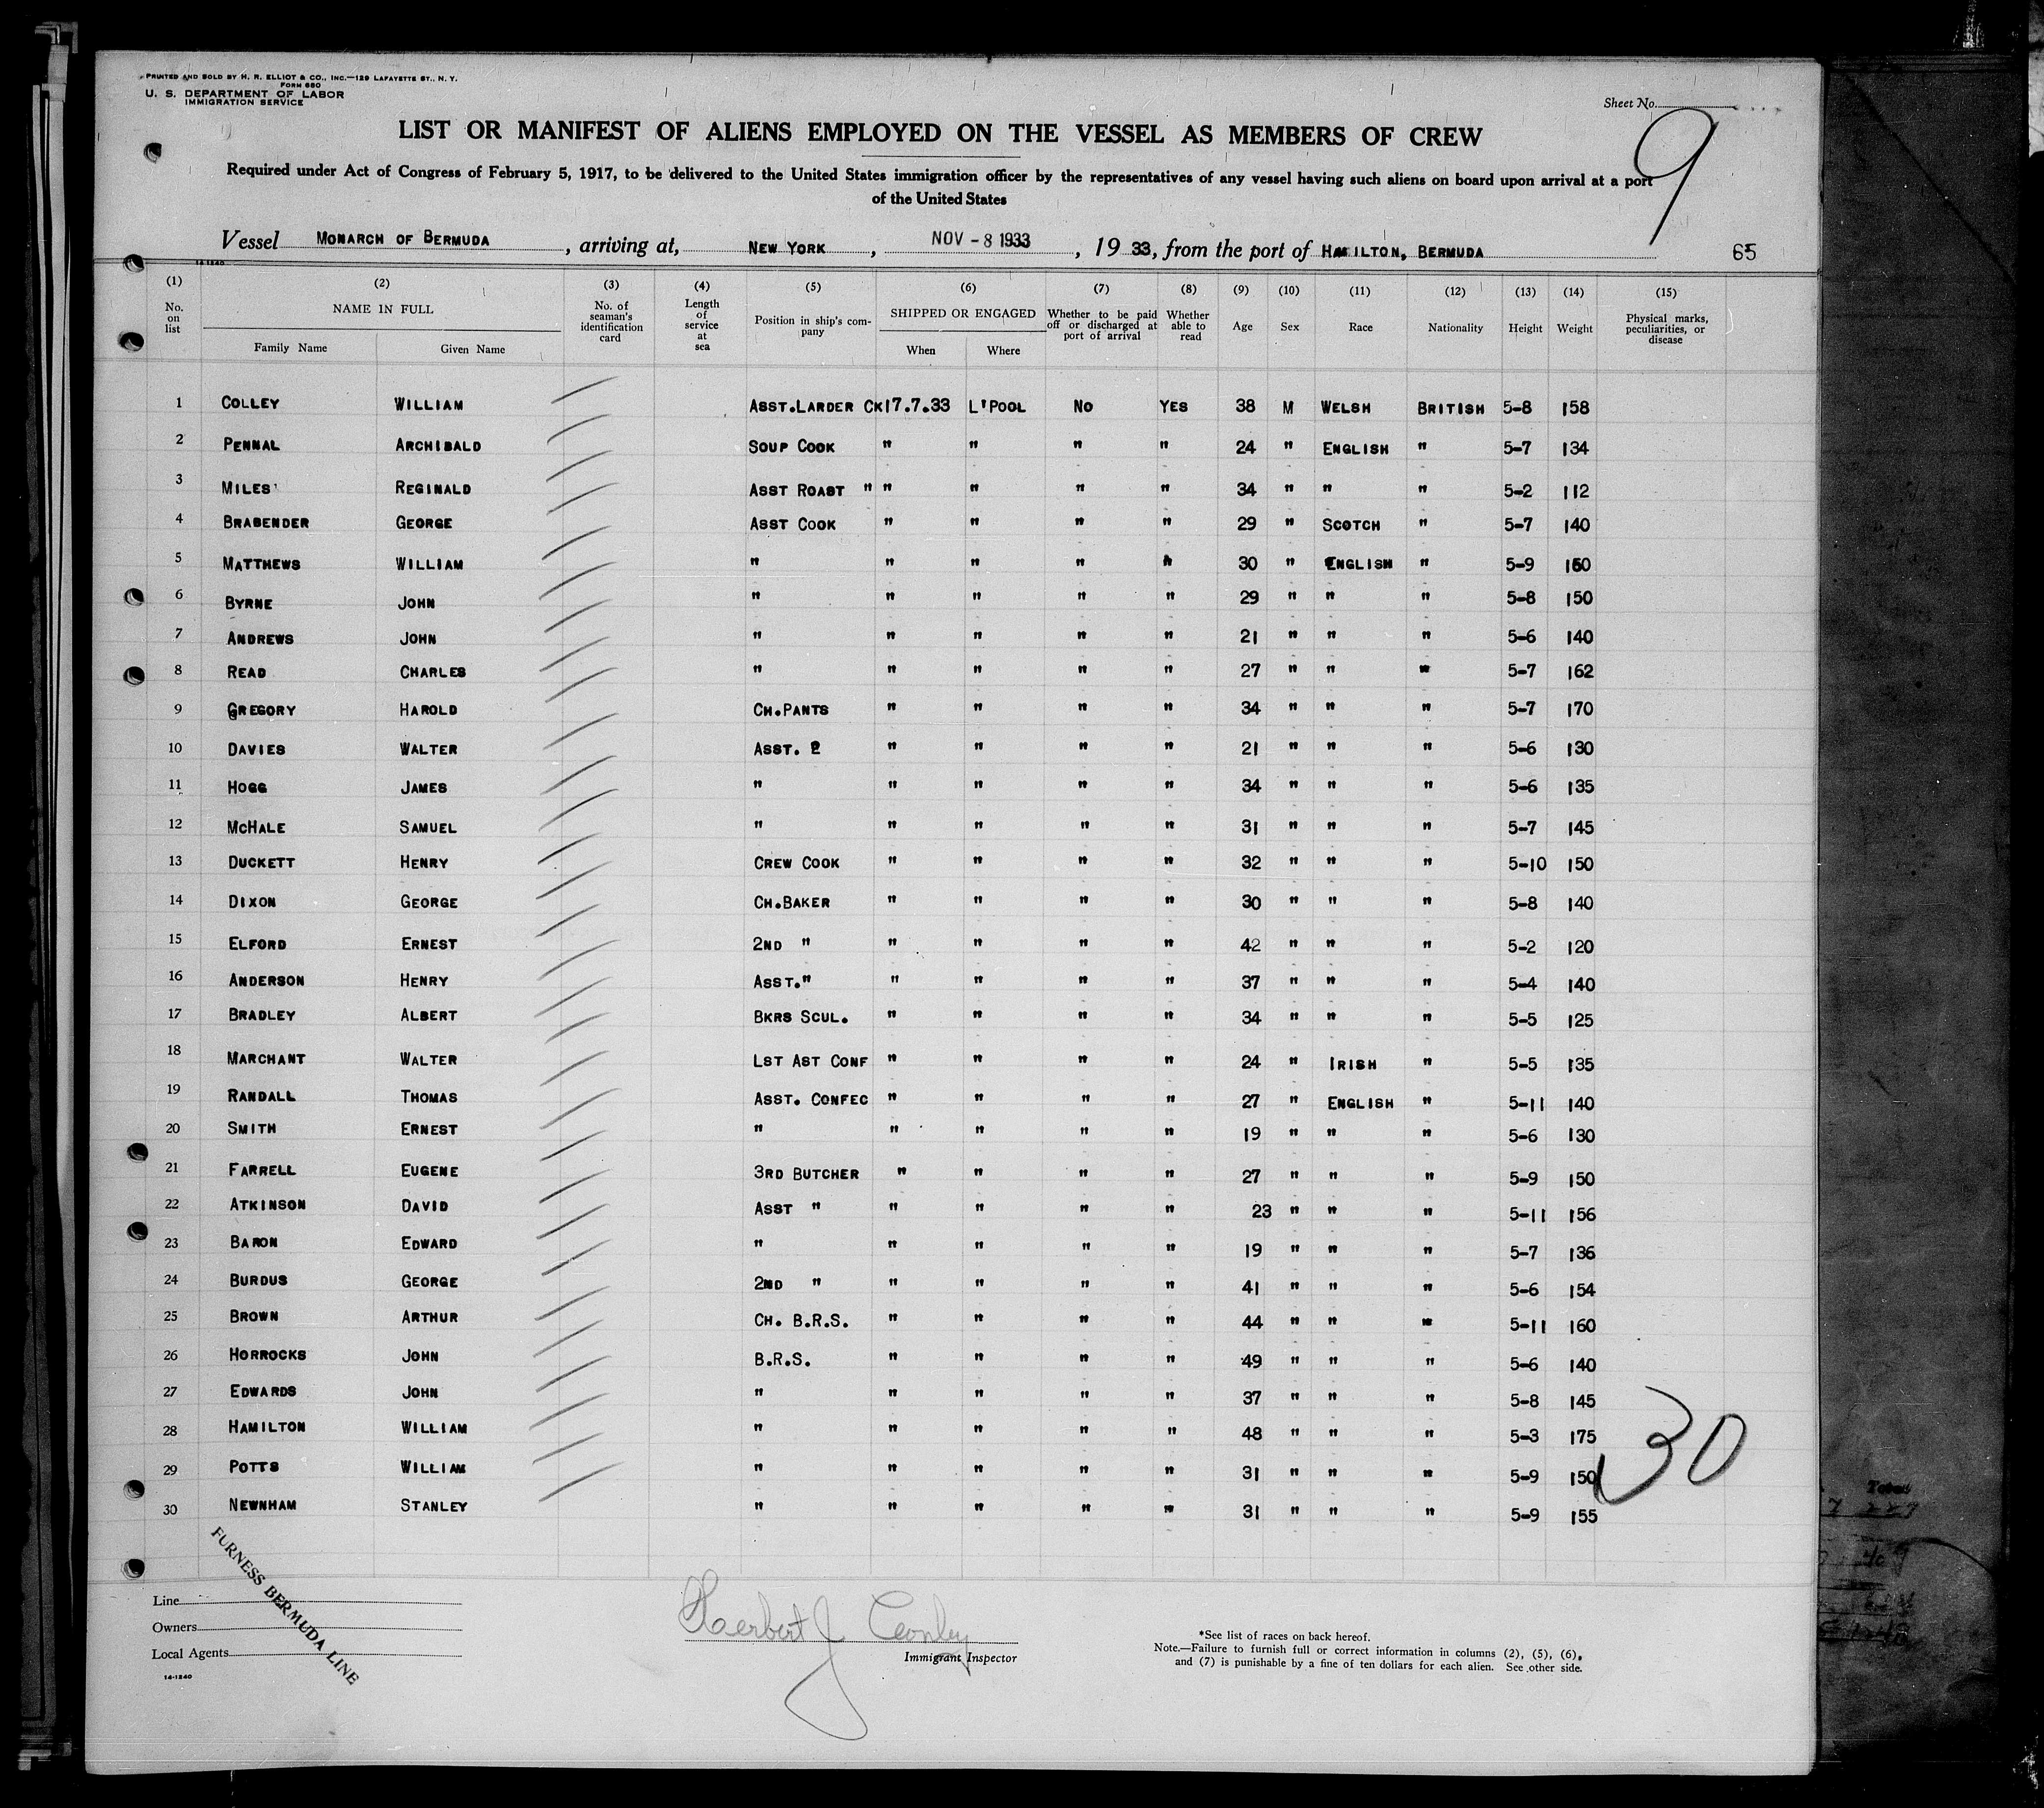 PRINTED AND SOLD BY H. R. ELLIOT & CO., INC.—129 LAFAYETTE ST., N. Y.
FORM 680
U. S. DEPARTMENT OF LABOR
IMMIGRATION SERVICE
Sheet No.
9
LIST OR MANIFEST OF ALIENS EMPLOYED ON THE VESSEL AS MEMBERS OF CREW
Required under Act of Congress of February 5, 1917, to be delivered to the United States immigration officer by the representatives of any vessel having such aliens on board upon arrival at a port
of the United States
Vessel MONARCH OF BERMUDA, arriving at, NEW YORK, NOV - 8 1933, 19 33, from the port of HAMILTON, BERMUDA 65
14-1240
(1) (2) (3) (4) (5) (6) (7) (8) (9) (10) (11) (12) (13) (14) (15)
No. on list NAME IN FULL Family Name Given Name No. of seaman's identification card Length of service at sea Position in ship's company SHIPPED OR ENGAGED When Where Whether to be paid off or discharged at port of arrival Whether able to read Age Sex Race Nationality Height Weight Physical marks, peculiarities, or disease
1 COLLEY WILLIAM ASST.LARDER CK 17.7.33 L'POOL NO YES 38 M WELSH BRITISH 5-8 158
2 PENNAL ARCHIBALD SOUP COOK " " " " 24 " ENGLISH " 5-7 134
3 MILES REGINALD ASST ROAST " " " " " 34 " " " 5-2 112
4 BRABENDER GEORGE ASST COOK " " " " 29 " SCOTCH " 5-7 140
5 MATTHEWS WILLIAM " " " " " 30 " ENGLISH " 5-9 160
6 BYRNE JOHN " " " " " 29 " " " 5-8 150
7 ANDREWS JOHN " " " " " 21 " " " 5-6 140
8 READ CHARLES " " " " " 27 " " " 5-7 162
9 GREGORY HAROLD CH.PANTS " " " " 34 " " " 5-7 170
10 DAVIES WALTER ASST. 2 " " " " 21 " " " 5-6 130
11 HOGG JAMES " " " " " 34 " " " 5-6 135
12 MCHALE SAMUEL " " " " " 31 " " " 5-7 145
13 DUCKETT HENRY CREW COOK " " " " 32 " " " 5-10 150
14 DIXON GEORGE CH.BAKER " " " " 30 " " " 5-8 140
15 ELFORD ERNEST 2ND " " " " " 42 " " " 5-2 120
16 ANDERSON HENRY ASST." " " " " 37 " " " 5-4 140
17 BRADLEY ALBERT BKRS SCUL. " " " " 34 " " " 5-5 125
18 MARCHANT WALTER LST AST CONF " " " " 24 " IRISH " 5-5 135
19 RANDALL THOMAS ASST. CONFEC " " " " 27 " ENGLISH " 5-11 140
20 SMITH ERNEST " " " " " 19 " " " 5-6 130
21 FARRELL EUGENE 3RD BUTCHER " " " " 27 " " " 5-9 150
22 ATKINSON DAVID ASST " " " " " 23 " " " 5-11 156
23 BARON EDWARD " " " " " 19 " " " 5-7 136
24 BURDUS GEORGE 2ND " " " " " 41 " " " 5-6 154
25 BROWN ARTHUR CH. B.R.S. " " " " 44 " " " 5-11 160
26 HORROCKS JOHN B.R.S. " " " " 49 " " " 5-6 140
27 EDWARDS JOHN " " " " " 37 " " " 5-8 145
28 HAMILTON WILLIAM " " " " " 48 " " " 5-3 175
29 POTTS WILLIAM " " " " " 31 " " " 5-9 150
30 NEWNHAM STANLEY " " " " " 31 " " " 5-9 155
30
FURNESS BERMUDA LINE
Line
Owners
Local Agents
14-1240
Herbert J
Immigrant Inspector
*See list of races on back hereof.
Note.—Failure to furnish full or correct information in columns (2), (5), (6), and (7) is punishable by a fine of ten dollars for each alien. See other side.